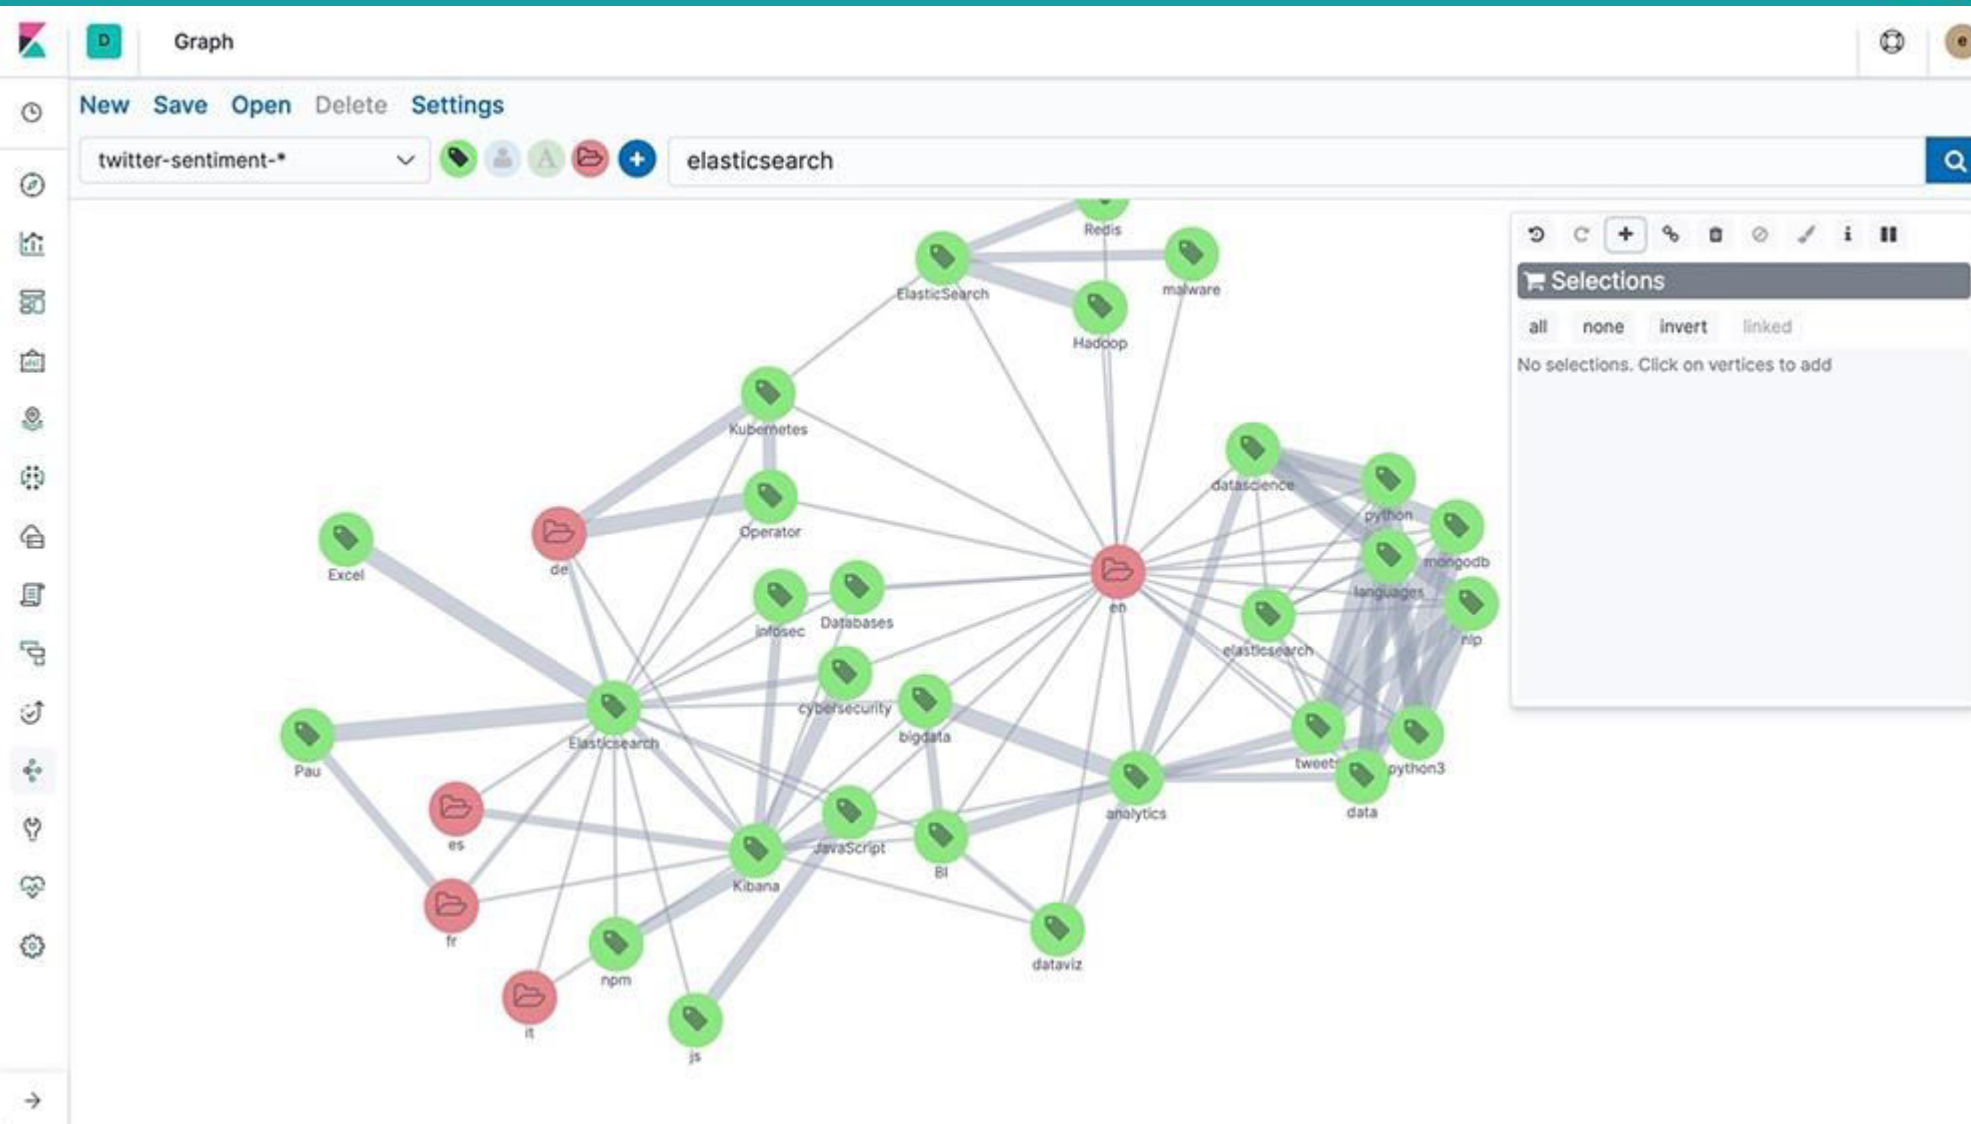 D Graph e
New Save Open Delete Settings
twitter-sentiment-* A elasticsearch
Redis
ElasticSearch
malware
Hadoop
Selections
all none invert linked
No selections. Click on vertices to add
Kubernetes
datascience
python
Operator
mongodb
de
Excel
languages
en
Databases
infosec
nlp
elasticsearch
cybersecurity
bigdata
Elasticsearch
Pau
tweets
python3
analytics
data
es
JavaScript
BI
Kibana
fr
dataviz
npm
it
js